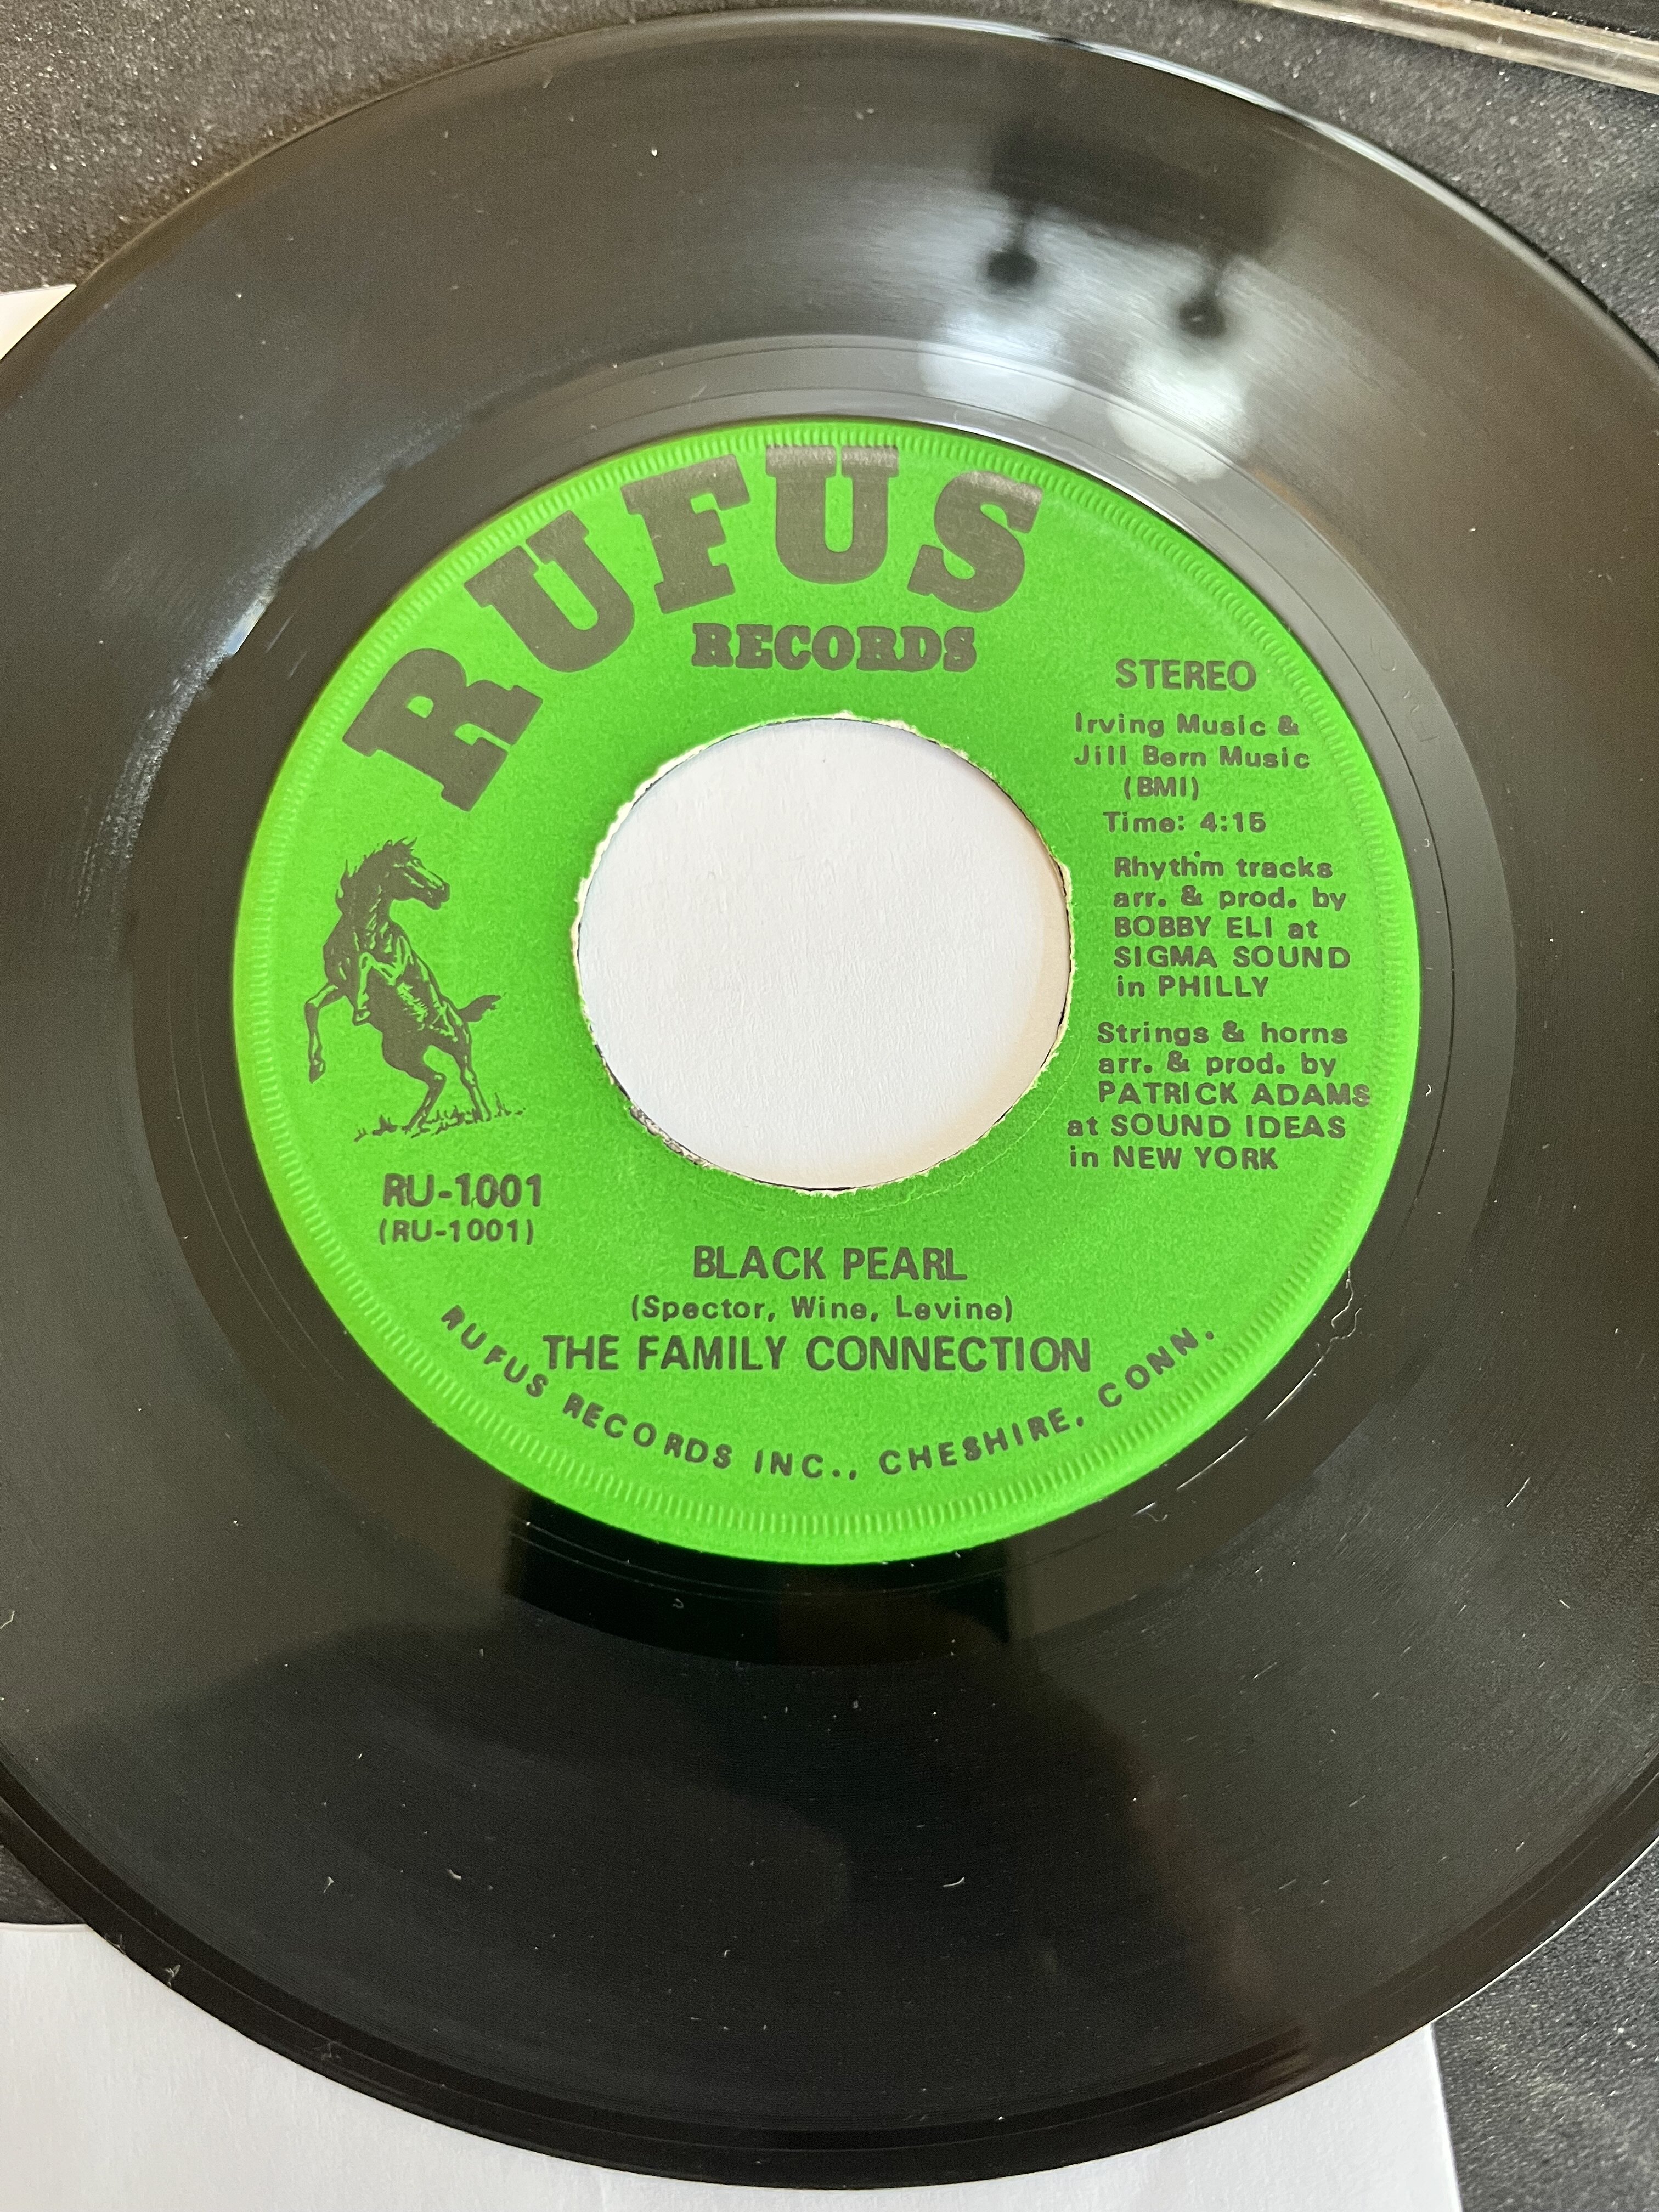 RUFUS
RECORDS
STEREO
Irving Music &
Jill Bern Music
(BMI)
Time: 4:15
Rhythm tracks
arr. & prod. by
BOBBY ELI at
SIGMA SOUND
in PHILLY
Strings & horns
arr. & prod. by
PATRICK ADAMS
at SOUND IDEAS
in NEW YORK
RU-1001
(RU-1001)
BLACK PEARL
(Spector, Wine, Levine)
THE FAMILY CONNECTION
RUFUS RECORDS INC., CHESHIRE, CONN.